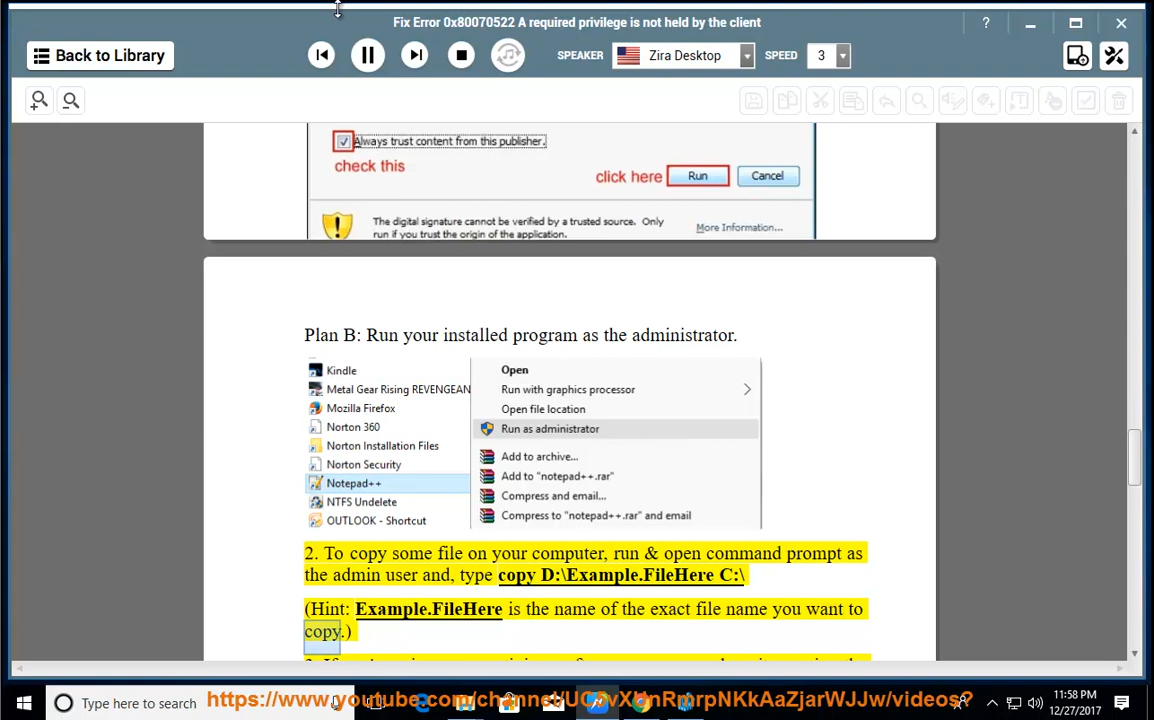 Fix Error 0x80070522 A required privilege is not held by the client
?
Back to Library
SPEAKER
Zira Desktop
SPEED
3
Always trust content from this publisher.
check this
click here
Run
Cancel
The digital signature cannot be verified by a trusted source. Only
run if you trust the origin of the application.
More Information...
Plan B: Run your installed program as the administrator.
Kindle
Metal Gear Rising REVENGEAN
Mozilla Firefox
Norton 360
Norton Installation Files
Norton Security
Notepad++
NTFS Undelete
OUTLOOK - Shortcut
Open
Run with graphics processor
Open file location
Run as administrator
Add to archive...
Add to "notepad++.rar"
Compress and email...
Compress to "notepad++.rar" and email
2. To copy some file on your computer, run & open command prompt as
the admin user and, type copy D:\Example.FileHere C:\
(Hint: Example.FileHere is the name of the exact file name you want to
copy.)
Type here to search
11:58 PM
12/27/2017